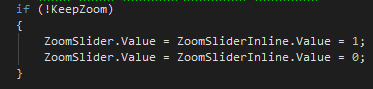 if (!KeepZoom)
{
ZoomSlider.Value = ZoomSliderInline.Value = 1;
ZoomSlider.Value = ZoomSliderInline.Value = 0;
}